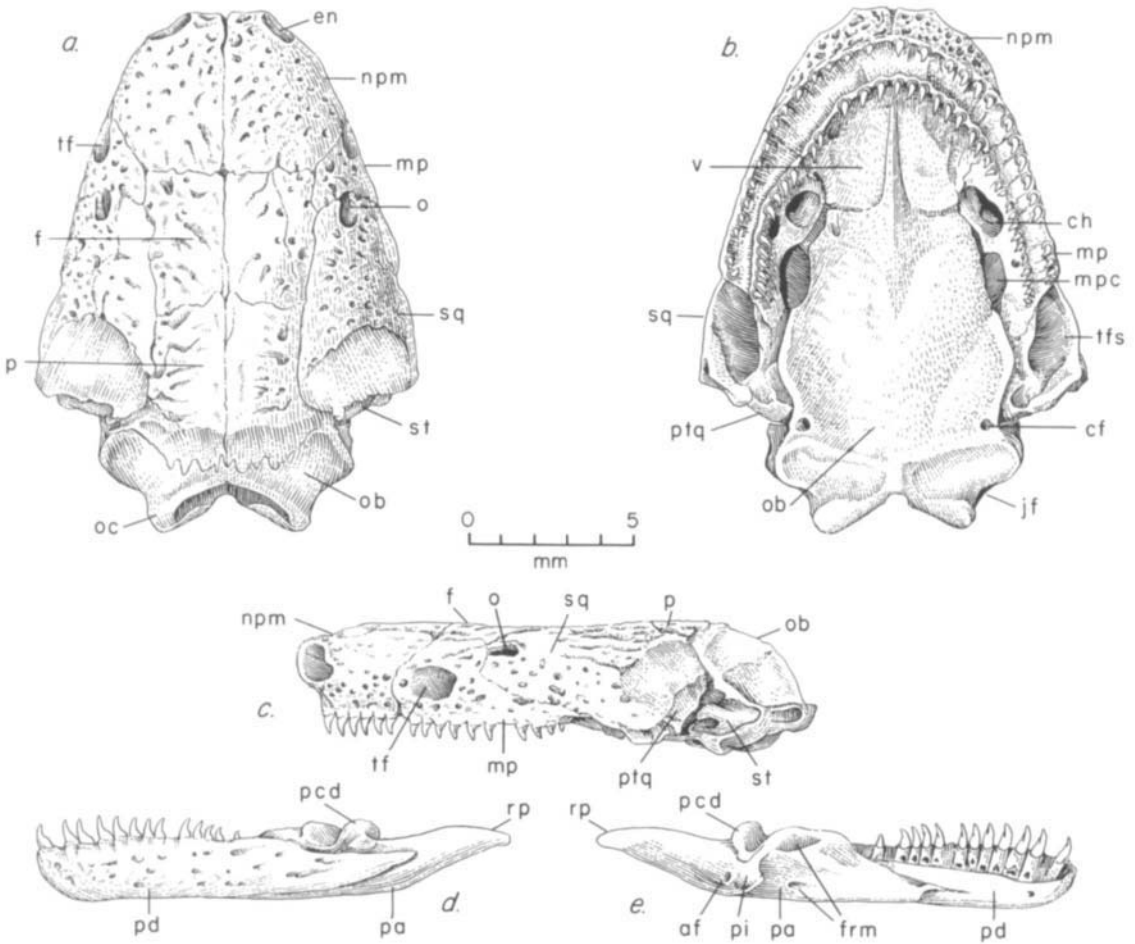 a.
en
npm
tf
mp
o
f
sq
p
st
ob
oc
b.
npm
v
ch
mp
mpc
sq
tfs
ptq
cf
ob
jf
0 5
mm
c.
npm
f
o
sq
p
ob
tf
mp
ptq
st
pcd
rp
pd
pa
d.
rp
pcd
af
pi
pa
frm
pd
e.